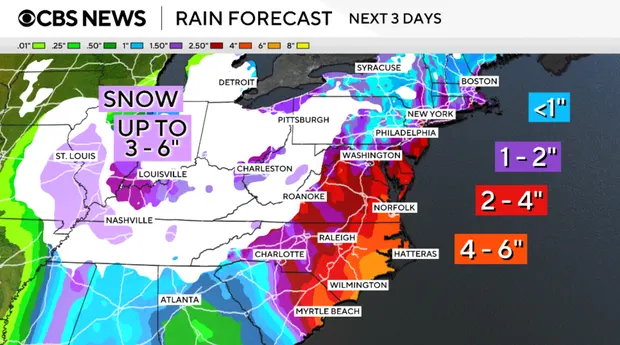 CBS NEWS RAIN FORECAST NEXT 3 DAYS
.01" .25" .50" 1" 1.50" 2.50" 4" 6" 8"
SYRACUSE
DETROIT
BOSTON
SNOW
UP TO
3 - 6"
<1"
NEW YORK
PITTSBURGH
PHILADELPHIA
ST. LOUIS
WASHINGTON
1 - 2"
LOUISVILLE
CHARLESTON
ROANOKE
2 - 4"
NORFOLK
NASHVILLE
RALEIGH
CHARLOTTE
HATTERAS
4 - 6"
WILMINGTON
ATLANTA
MYRTLE BEACH